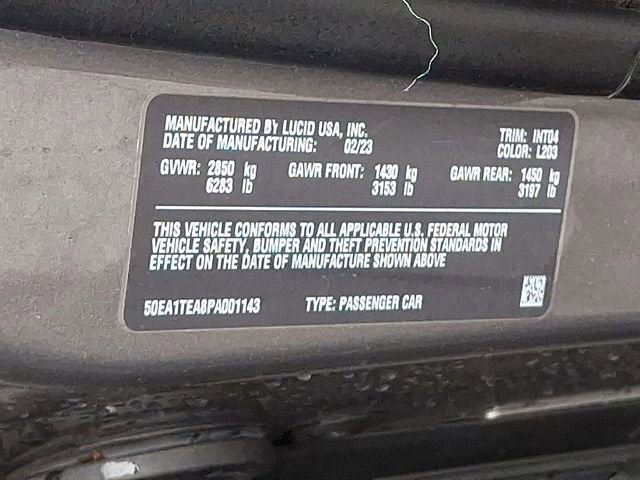 MANUFACTURED BY LUCID USA, INC.
DATE OF MANUFACTURING: 02/23
TRIM: INT04
COLOR: L203
GVWR: 2850 kg GAWR FRONT: 1430 kg GAWR REAR: 1450 kg
6283 lb 3153 lb 3197 lb
THIS VEHICLE CONFORMS TO ALL APPLICABLE U.S. FEDERAL MOTOR
VEHICLE SAFETY, BUMPER AND THEFT PREVENTION STANDARDS IN
EFFECT ON THE DATE OF MANUFACTURE SHOWN ABOVE
50EA1TEA8PA001143 TYPE: PASSENGER CAR